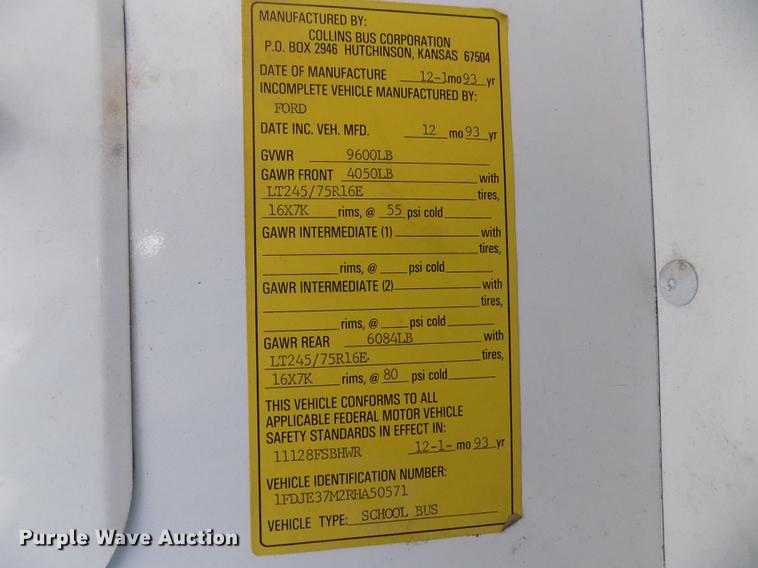 MANUFACTURED BY:
COLLINS BUS CORPORATION
P.O. BOX 2946 HUTCHINSON, KANSAS 67504
DATE OF MANUFACTURE 12-1 mo 93 yr
INCOMPLETE VEHICLE MANUFACTURED BY:
FORD
DATE INC. VEH. MFD. 12 mo 93 yr
GVWR 9600LB
GAWR FRONT 4050LB with
LT245/75R16E tires,
16X7K rims, @ 55 psi cold
GAWR INTERMEDIATE (1) with
tires,
rims, @ psi cold
GAWR INTERMEDIATE (2) with
tires,
rims, @ psi cold
GAWR REAR 6084LB with
LT245/75R16E tires,
16X7K rims, @ 80 psi cold
THIS VEHICLE CONFORMS TO ALL
APPLICABLE FEDERAL MOTOR VEHICLE
SAFETY STANDARDS IN EFFECT IN:
11128FSBHWR 12-1- mo 93 yr
VEHICLE IDENTIFICATION NUMBER:
1FDJE37M2RHA50571
VEHICLE TYPE: SCHOOL BUS
Purple Wave Auction